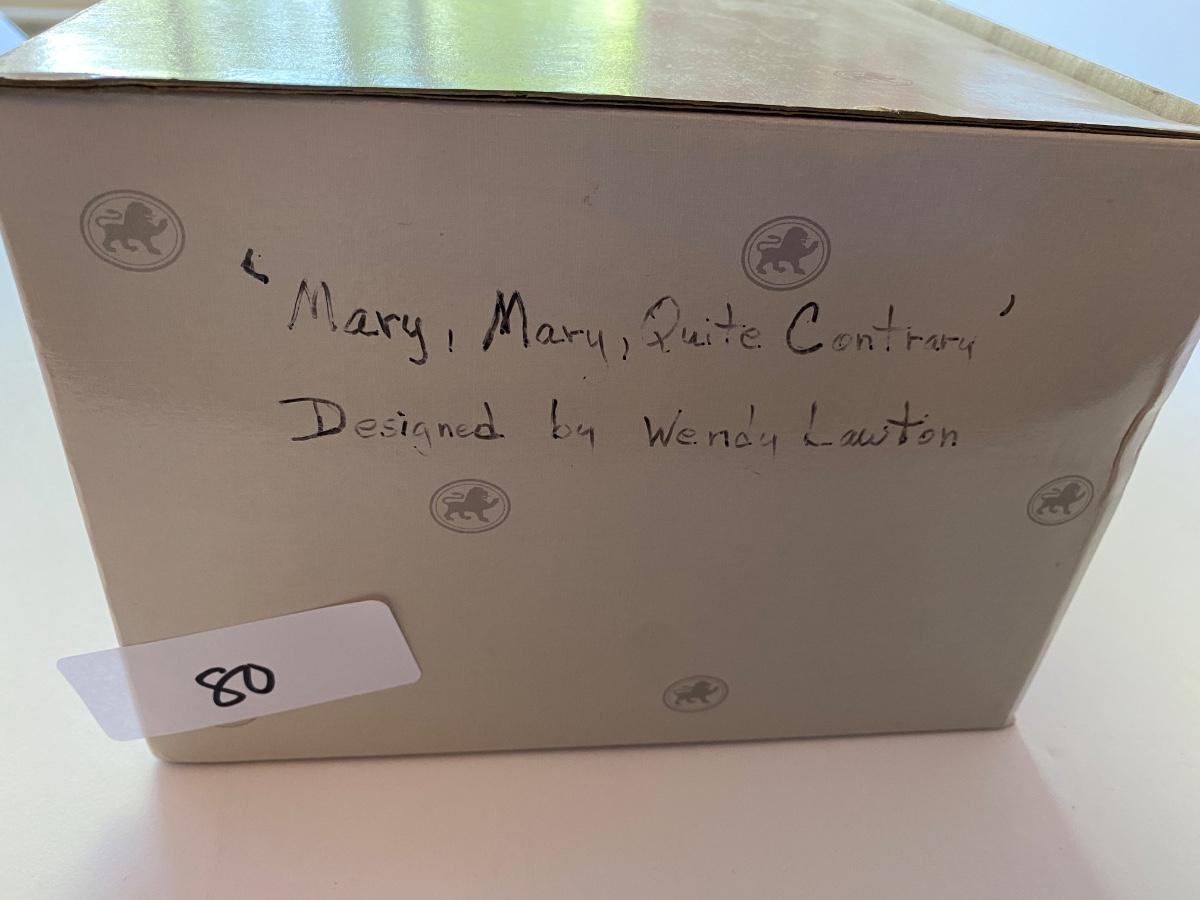 ‘Mary, Mary, Quite Contrary’
Designed by Wendy Lawton
80